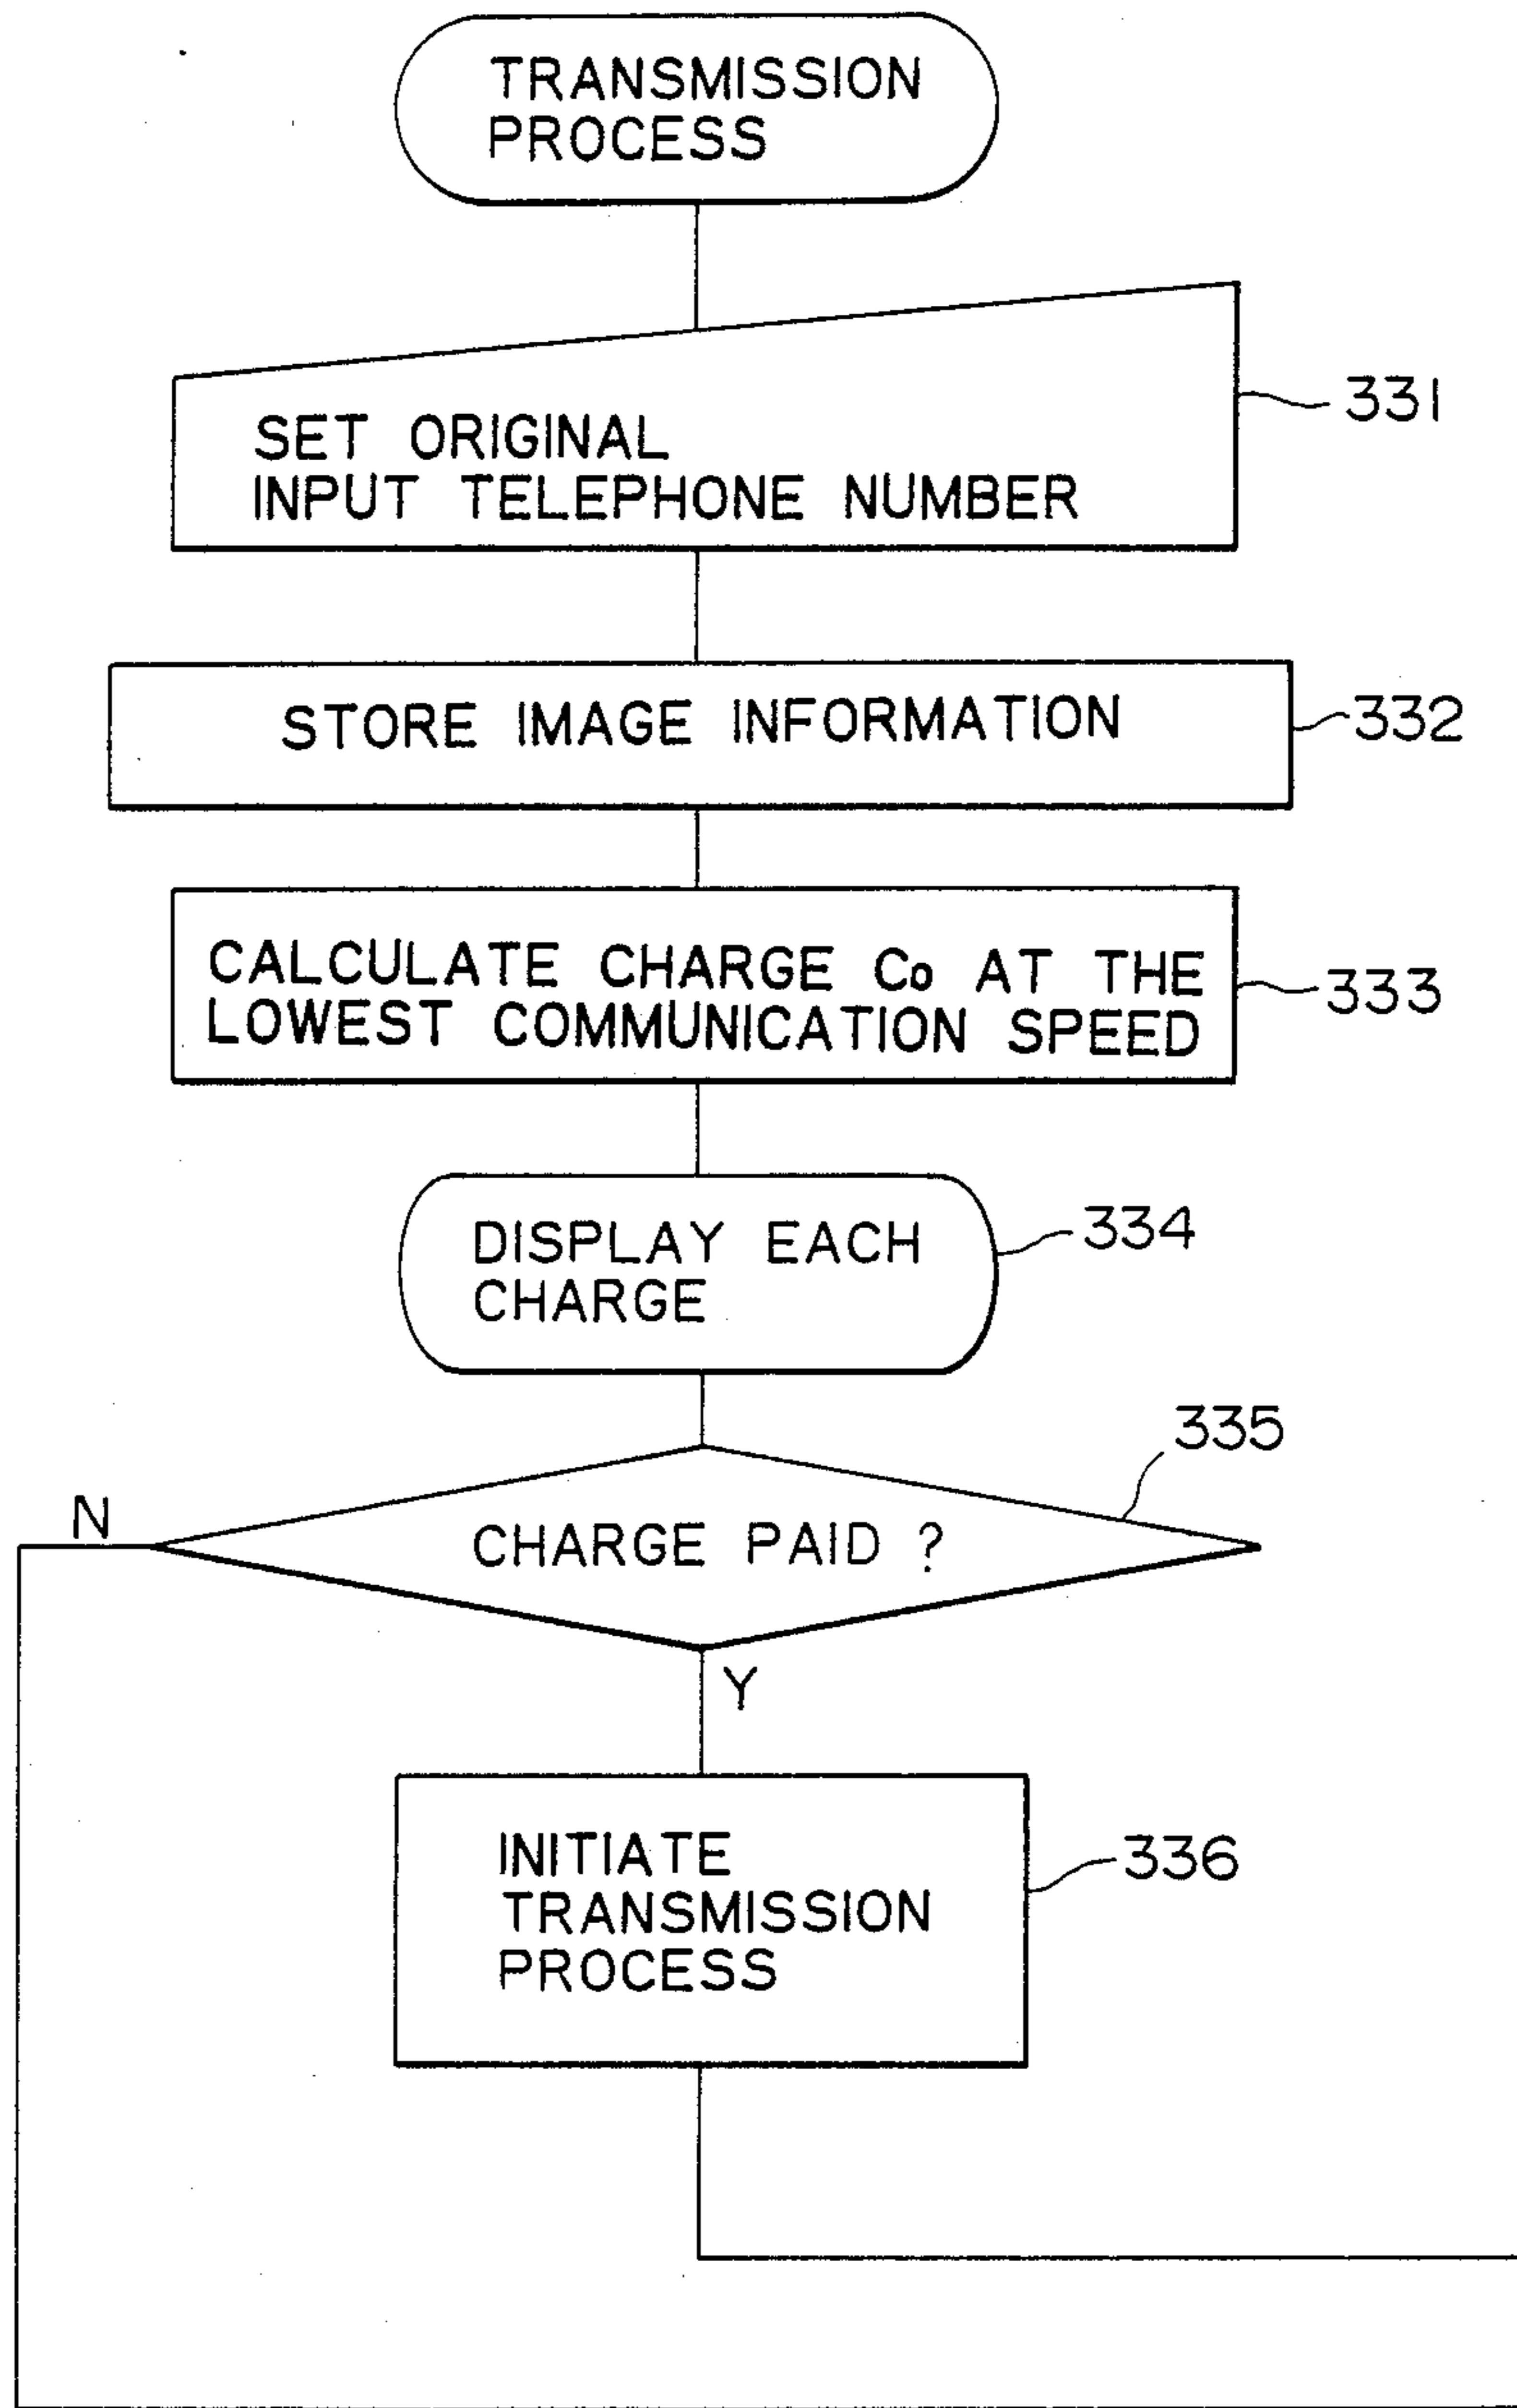 TRANSMISSION
PROCESS
SET ORIGINAL
INPUT TELEPHONE NUMBER
331
STORE IMAGE INFORMATION
332
CALCULATE CHARGE Co AT THE
LOWEST COMMUNICATION SPEED
333
DISPLAY EACH
CHARGE
334
335
N
CHARGE PAID ?
Y
INITIATE
TRANSMISSION
PROCESS
336